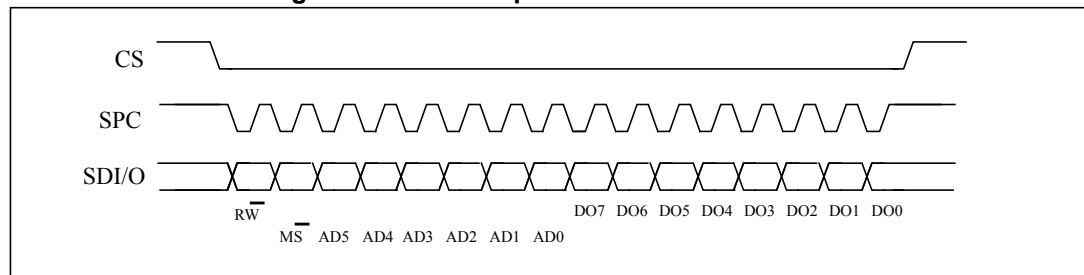 CS
SPC
SDI/O
RW DO7 DO6 DO5 DO4 DO3 DO2 DO1 DO0
MS AD5 AD4 AD3 AD2 AD1 AD0